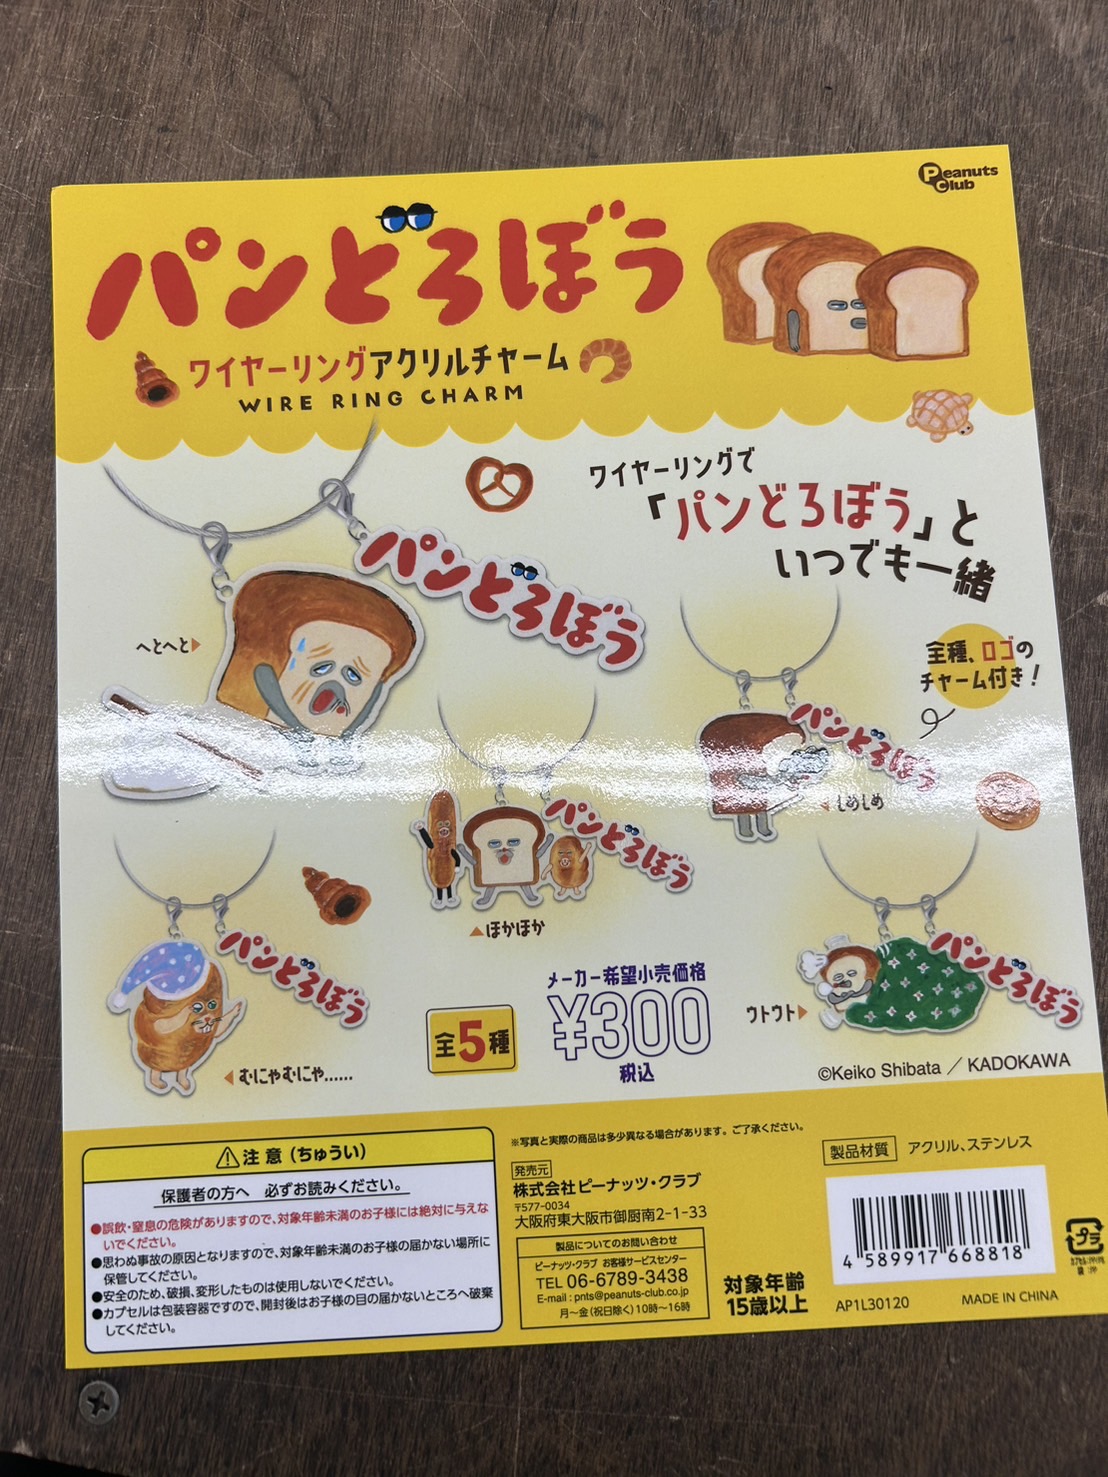 Peanuts Club
パンどろぼう
ワイヤーリングアクリルチャーム
WIRE RING CHARM
ワイヤーリングで
「パンどろぼう」と
いつでも一緒
パンどろぼう
へとへと
全種、ロゴの
チャーム付き!
パンどろぼう
しめしめ
パンどろぼう
ほかほか
パンどろぼう
むにゃむにゃ……
パンどろぼう
ウトウト
全5種
メーカー希望小売価格
¥300
税込
©Keiko Shibata / KADOKAWA
注意(ちゅうい)
保護者の方へ 必ずお読みください。
●誤飲・窒息の危険がありますので、対象年齢未満のお子様には絶対に与えな
いでください。
●思わぬ事故の原因となりますので、対象年齢未満のお子様の届かない場所に
保管してください。
●安全のため、破損、変形したものは使用しないでください。
●カプセルは包装容器ですので、開封後はお子様の目の届かないところへ破棄
してください。
※写真と実際の商品は多少異なる場合があります。ご了承ください。
発売元
株式会社ピーナッツ・クラブ
〒577-0034
大阪府東大阪市御厨南2-1-33
製品についてのお問い合わせ
ピーナッツ・クラブ お客様サービスセンター
TEL 06-6789-3438
E-mail : pnts@peanuts-club.co.jp
月〜金(祝日除く)10時〜16時
対象年齢
15歳以上
製品材質 アクリル、ステンレス
4 589917 668818
AP1L30120 MADE IN CHINA
プラ